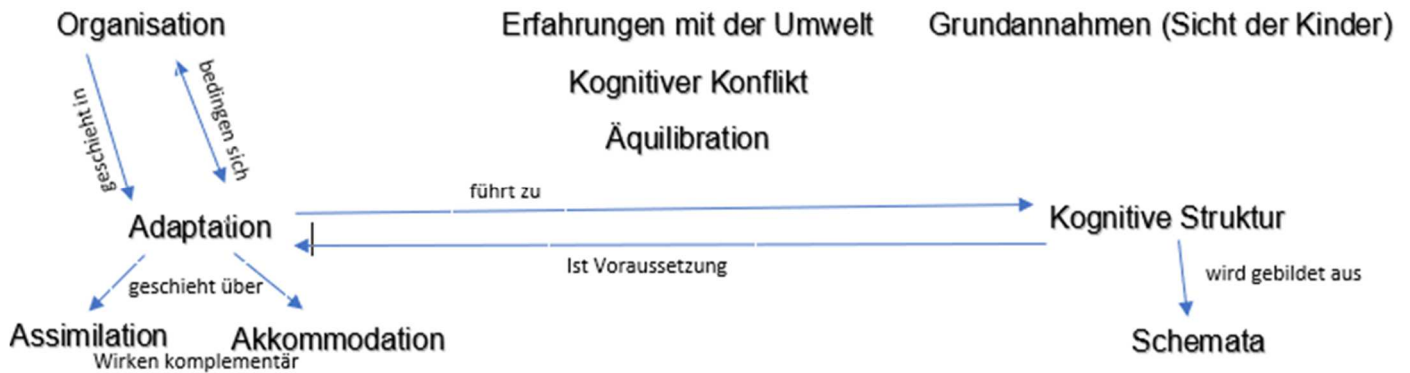 Organisation
Erfahrungen mit der Umwelt
Grundannahmen (Sicht der Kinder)
Kognitiver Konflikt
Äquilibration
geschieht in
bedingen sich
führt zu
Adaptation
Kognitive Struktur
Ist Voraussetzung
geschieht über
wird gebildet aus
Assimilation
Akkommodation
Schemata
Wirken komplementär